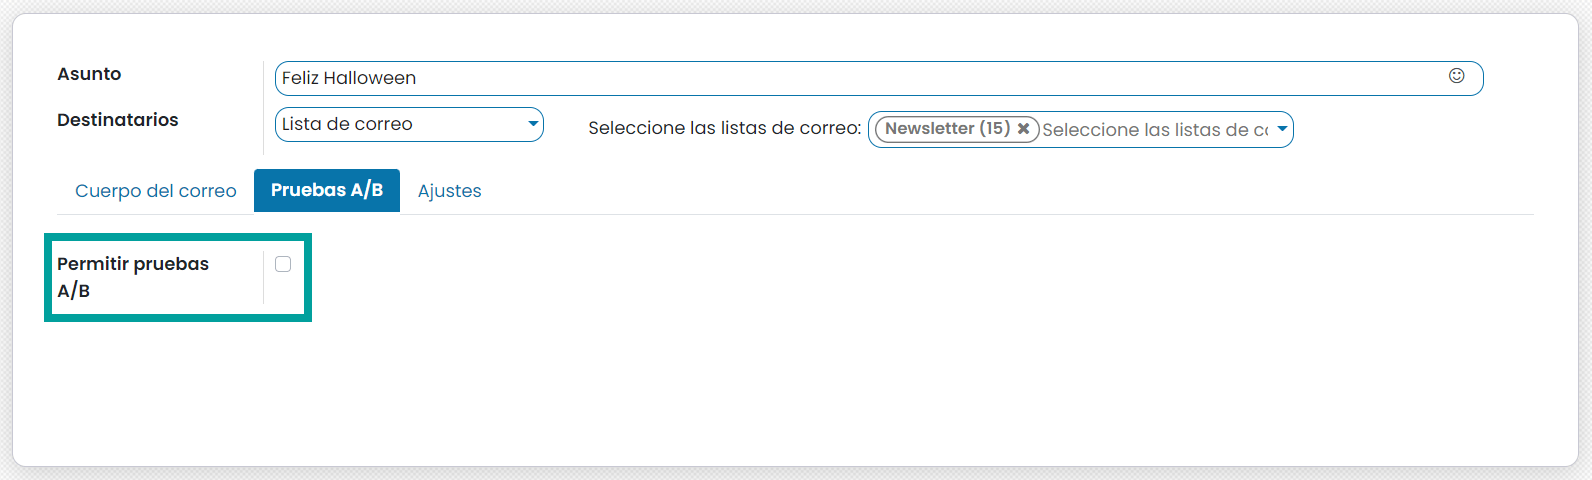 Asunto
Feliz Halloween
Destinatarios
Lista de correo
Seleccione las listas de correo:
Newsletter (15) ✖
Seleccione las listas de cc
Cuerpo del correo
Pruebas A/B
Ajustes
Permitir pruebas
A/B